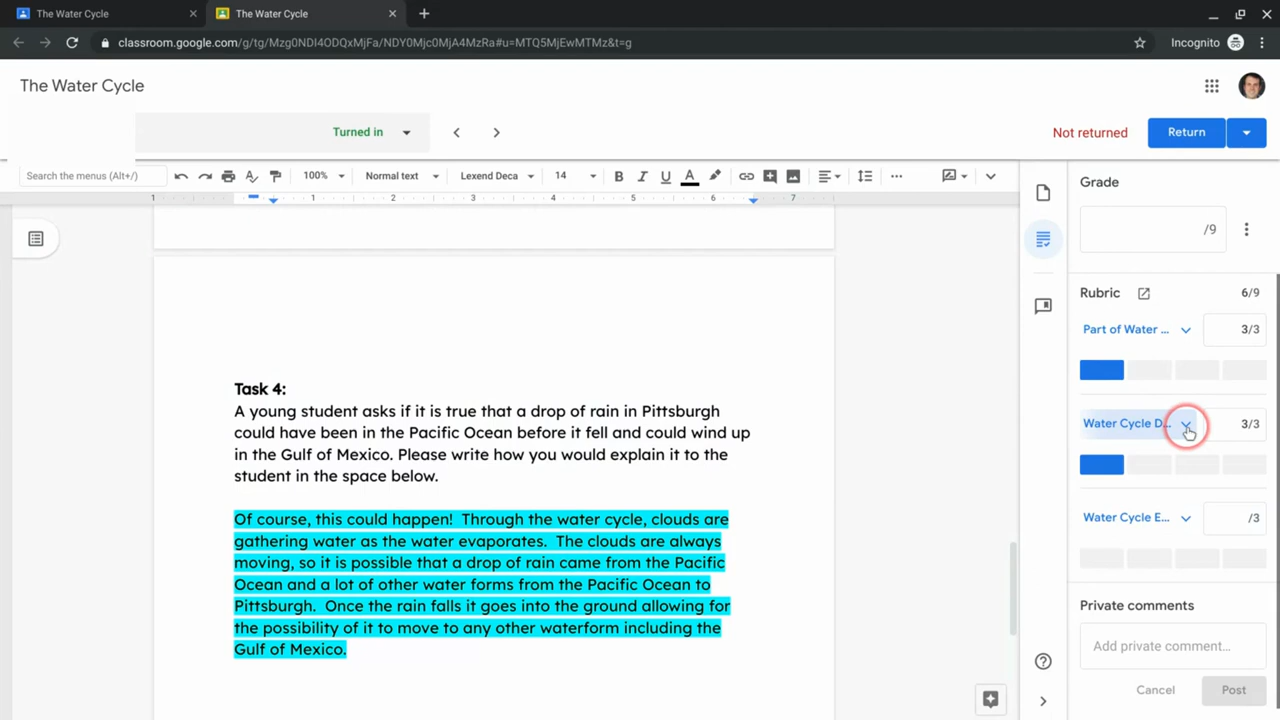 The Water Cycle
The Water Cycle
classroom.google.com/g/tg/Mzg0NDI4ODQxMjFa/NDY0Mjc0MjA4MzRa#u=MTQ5MjEwMTMz&t=g
Incognito
The Water Cycle
Turned in
Not returned
Return
Search the menus (Alt+/)
100%
Normal text
Lexend Deca
14
B I U A
1 1 2 3 4 5 6 7
Grade
/9
Rubric
6/9
Part of Water ...
3/3
Water Cycle D...
3/3
Water Cycle E...
/3
Task 4:
A young student asks if it is true that a drop of rain in Pittsburgh
could have been in the Pacific Ocean before it fell and could wind up
in the Gulf of Mexico. Please write how you would explain it to the
student in the space below.
Of course, this could happen!  Through the water cycle, clouds are
gathering water as the water evaporates.  The clouds are always
moving, so it is possible that a drop of rain came from the Pacific
Ocean and a lot of other water forms from the Pacific Ocean to
Pittsburgh.  Once the rain falls it goes into the ground allowing for
the possibility of it to move to any other waterform including the
Gulf of Mexico.
Private comments
Add private comment...
Cancel
Post